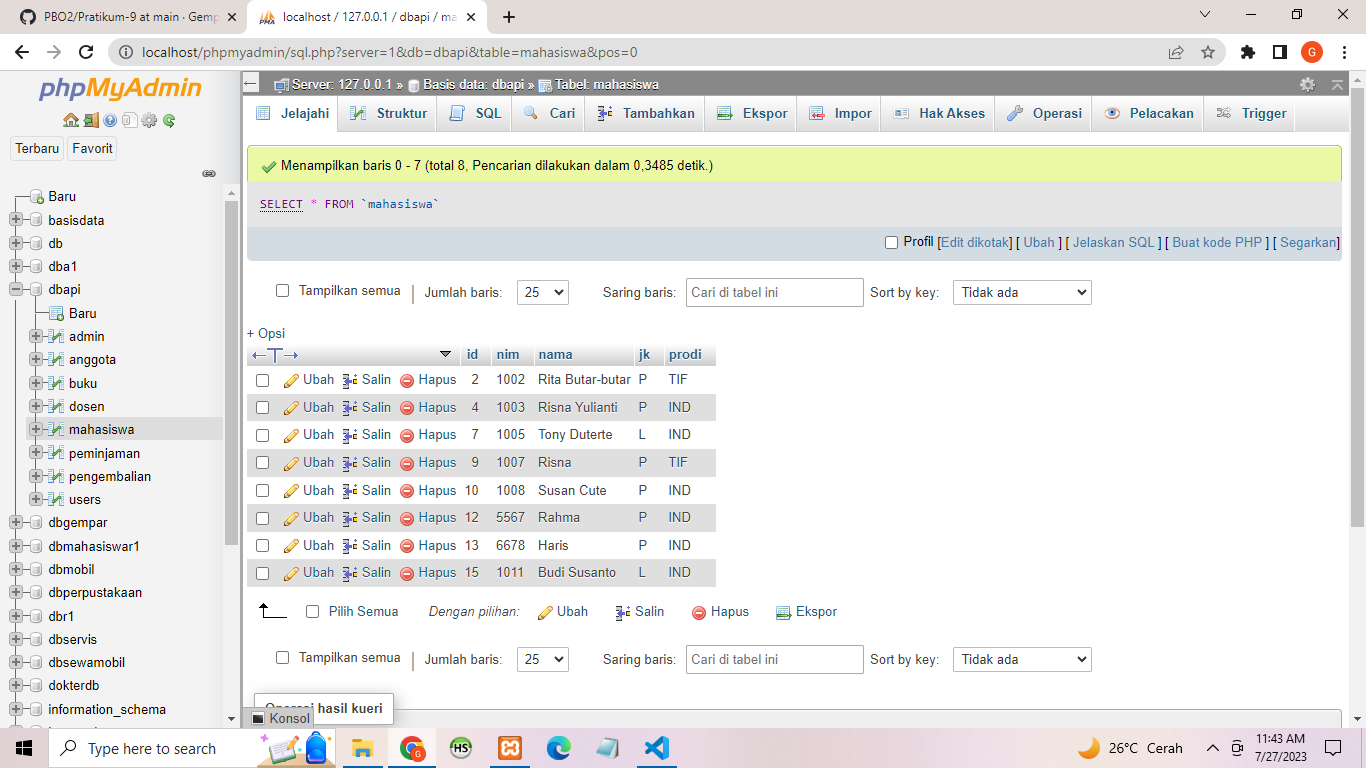 PBO2/Pratikum-9 at main · Gemp
localhost / 127.0.0.1 / dbapi / ma
localhost/phpmyadmin/sql.php?server=1&db=dbapi&table=mahasiswa&pos=0
G
phpMyAdmin
Terbaru Favorit
Baru
basisdata
db
dba1
dbapi
Baru
admin
anggota
buku
dosen
mahasiswa
peminjaman
pengembalian
users
dbgempar
dbmahasiswar1
dbmobil
dbperpustakaan
dbr1
dbservis
dbsewamobil
dokterdb
information_schema
Server: 127.0.0.1 » Basis data: dbapi » Tabel: mahasiswa
Jelajahi Struktur SQL Cari Tambahkan Ekspor Impor Hak Akses Operasi Pelacakan Trigger
Menampilkan baris 0 - 7 (total 8, Pencarian dilakukan dalam 0,3485 detik.)
SELECT * FROM `mahasiswa`
Profil [Edit dikotak] [ Ubah ] [ Jelaskan SQL ] [ Buat kode PHP ] [ Segarkan]
Tampilkan semua | Jumlah baris: 25 Saring baris: Cari di tabel ini Sort by key: Tidak ada
+ Opsi
←T→ id nim nama jk prodi
Ubah Salin Hapus 2 1002 Rita Butar-butar P TIF
Ubah Salin Hapus 4 1003 Risna Yulianti P IND
Ubah Salin Hapus 7 1005 Tony Duterte L IND
Ubah Salin Hapus 9 1007 Risna P TIF
Ubah Salin Hapus 10 1008 Susan Cute P IND
Ubah Salin Hapus 12 5567 Rahma P IND
Ubah Salin Hapus 13 6678 Haris P IND
Ubah Salin Hapus 15 1011 Budi Susanto L IND
Pilih Semua Dengan pilihan: Ubah Salin Hapus Ekspor
Tampilkan semua | Jumlah baris: 25 Saring baris: Cari di tabel ini Sort by key: Tidak ada
hasil kueri
Konsol
Type here to search
G
HS
26°C Cerah
11:43 AM
7/27/2023